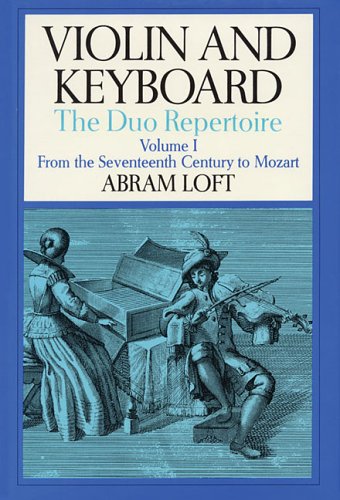 VIOLIN AND
KEYBOARD
The Duo Repertoire
Volume I
From the Seventeenth Century to Mozart
ABRAM LOFT